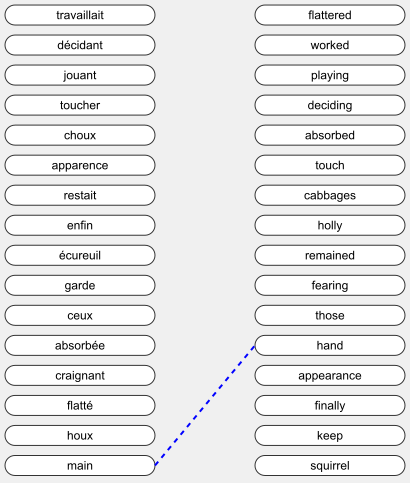 travaillait flattered
décidant worked
jouant playing
toucher deciding
choux absorbed
apparence touch
restait cabbages
enfin holly
écureuil remained
garde fearing
ceux those
absorbée hand
craignant appearance
flatté finally
houx keep
main squirrel